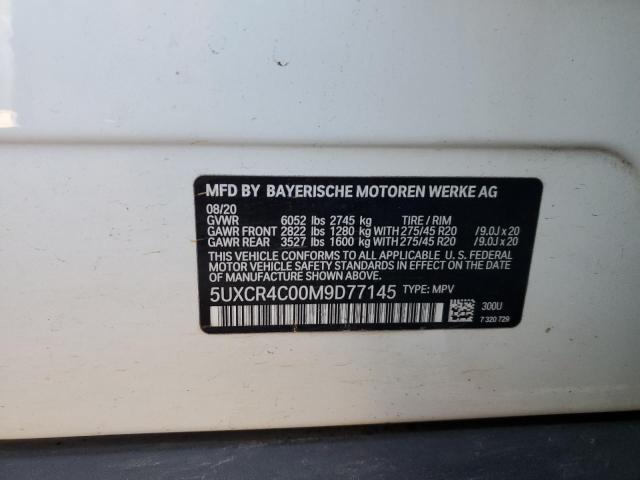 MFD BY BAYERISCHE MOTOREN WERKE AG
08/20
GVWR 6052 lbs 2745 kg TIRE / RIM
GAWR FRONT 2822 lbs 1280 kg WITH 275/45 R20 /9.0J x 20
GAWR REAR 3527 lbs 1600 kg WITH 275/45 R20 /9.0J x 20
THIS VEHICLE CONFORMS TO ALL APPLICABLE U. S. FEDERAL
MOTOR VEHICLE SAFETY STANDARDS IN EFFECT ON THE DATE
OF MANUFACTURE SHOWN ABOVE.
5UXCR4C00M9D77145 TYPE: MPV
300U
7 320 729